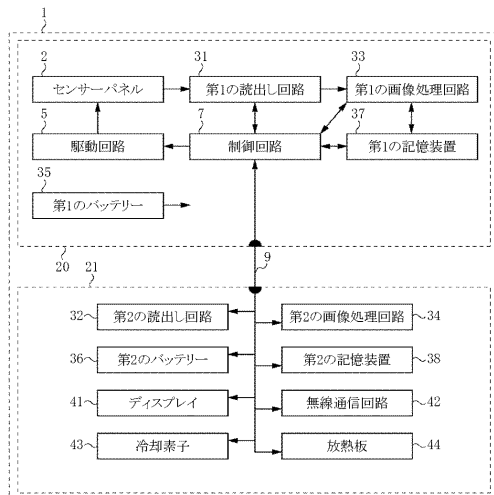 1
2
31
33
センサーパネル
第1の読出し回路
第1の画像処理回路
5
7
37
駆動回路
制御回路
第1の記憶装置
35
第1のバッテリー
20
9
21
32
第2の読出し回路
第2の画像処理回路
34
36
第2のバッテリー
第2の記憶装置
38
41
ディスプレイ
無線通信回路
42
43
冷却素子
放熱板
44